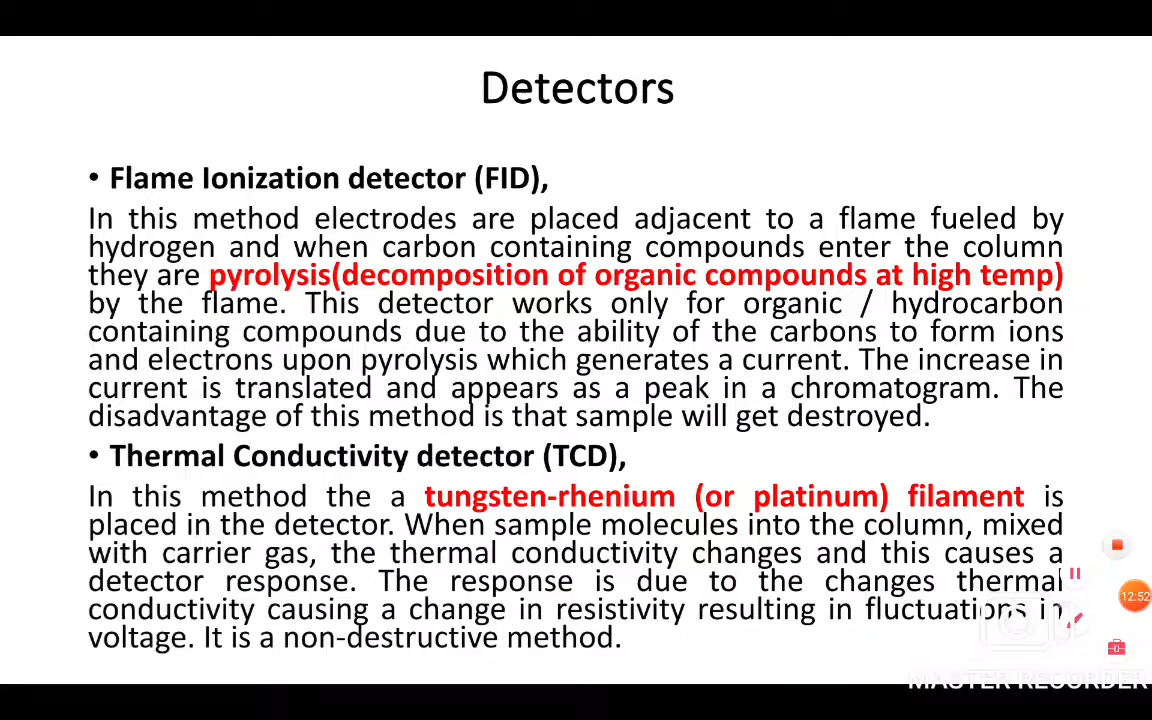 Detectors
• Flame Ionization detector (FID),
In this method electrodes are placed adjacent to a flame fueled by
hydrogen and when carbon containing compounds enter the column
they are pyrolysis(decomposition of organic compounds at high temp)
by the flame. This detector works only for organic / hydrocarbon
containing compounds due to the ability of the carbons to form ions
and electrons upon pyrolysis which generates a current. The increase in
current is translated and appears as a peak in a chromatogram. The
disadvantage of this method is that sample will get destroyed.
• Thermal Conductivity detector (TCD),
In this method the a tungsten-rhenium (or platinum) filament is
placed in the detector. When sample molecules into the column, mixed
with carrier gas, the thermal conductivity changes and this causes a
detector response. The response is due to the changes thermal
conductivity causing a change in resistivity resulting in fluctuations in
voltage. It is a non-destructive method.
12:52
MASTER RECORDER